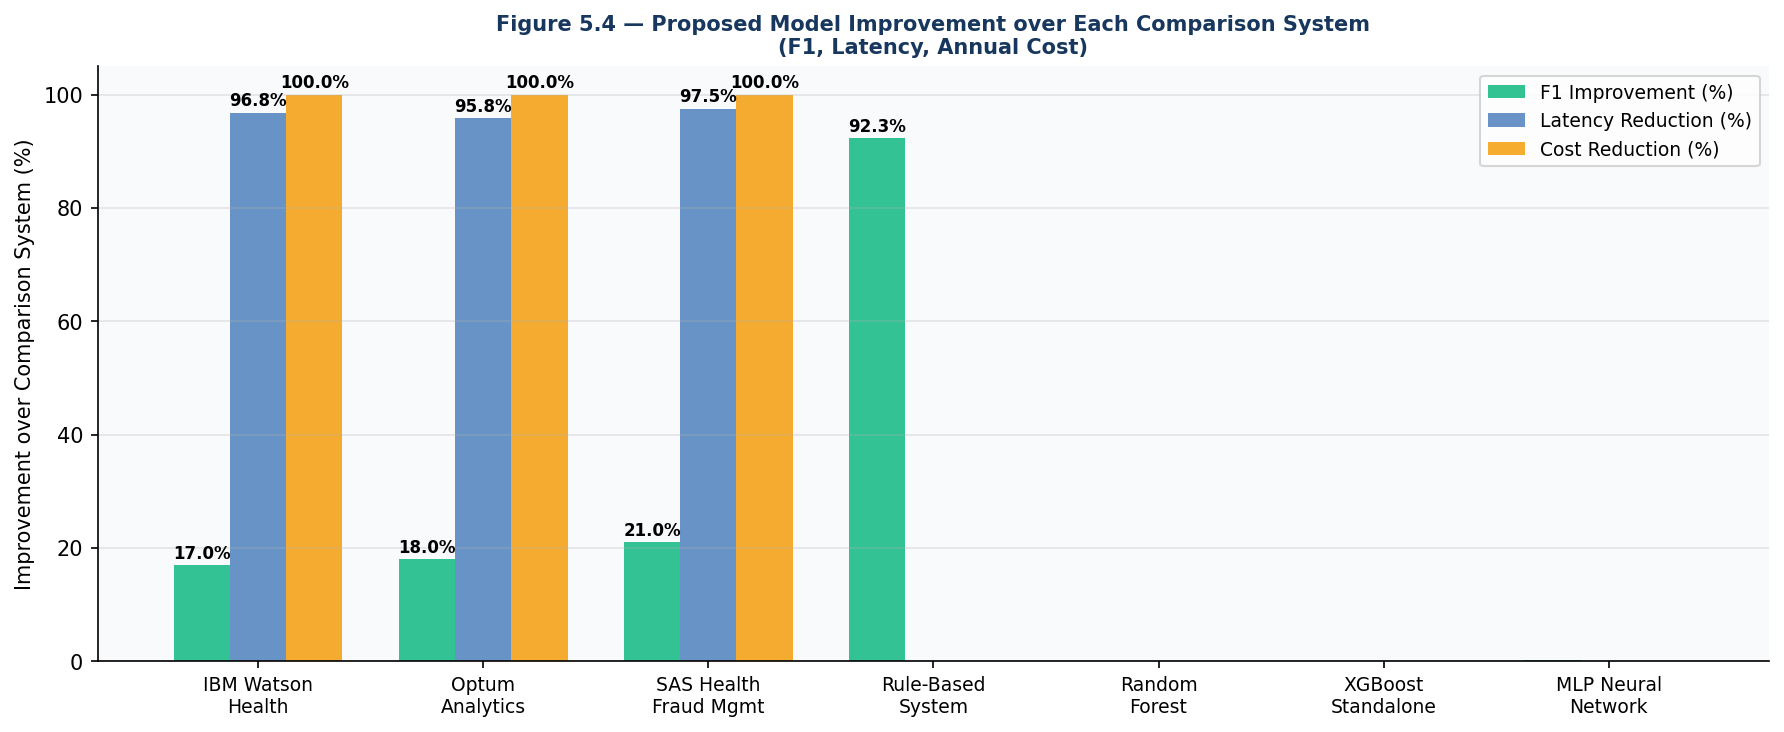 Figure 5.4 — Proposed Model Improvement over Each Comparison System
(F1, Latency, Annual Cost)
Improvement over Comparison System (%)
100
80
60
40
20
0
17.0%
96.8%
100.0%
18.0%
95.8%
100.0%
21.0%
97.5%
100.0%
92.3%
F1 Improvement (%)
Latency Reduction (%)
Cost Reduction (%)
IBM Watson
Health
Optum
Analytics
SAS Health
Fraud Mgmt
Rule-Based
System
Random
Forest
XGBoost
Standalone
MLP Neural
Network